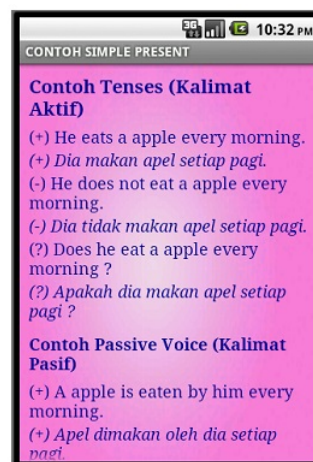 3G 10:32 PM
CONTOH SIMPLE PRESENT
Contoh Tenses (Kalimat
Aktif)
(+) He eats a apple every morning.
(+) Dia makan apel setiap pagi.
(-) He does not eat a apple every
morning.
(-) Dia tidak makan apel setiap pagi.
(?) Does he eat a apple every
morning ?
(?) Apakah dia makan apel setiap
pagi ?
Contoh Passive Voice (Kalimat
Pasif)
(+) A apple is eaten by him every
morning.
(+) Apel dimakan oleh dia setiap
pagi.